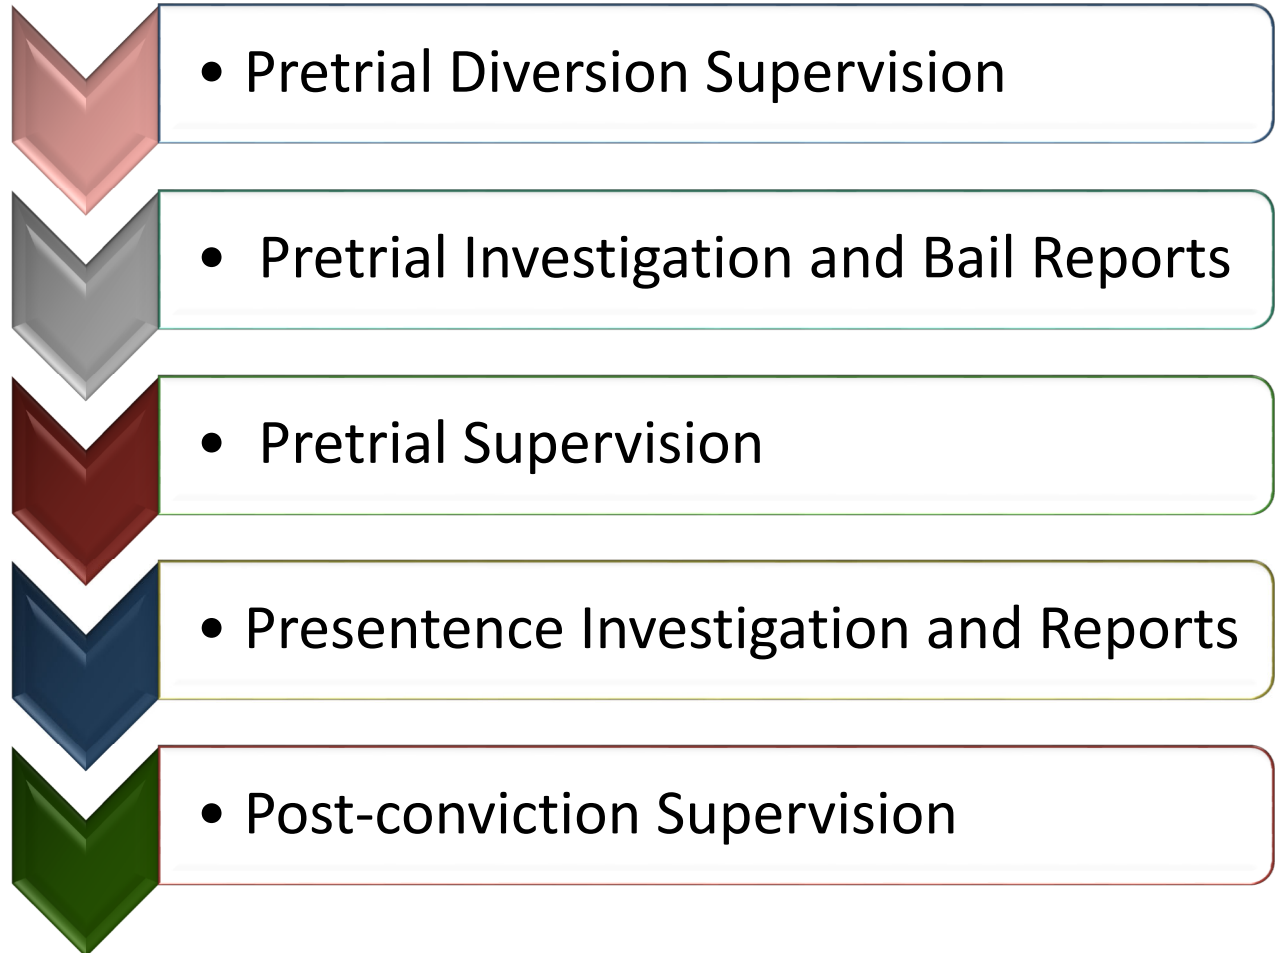 • Pretrial Diversion Supervision
• Pretrial Investigation and Bail Reports
• Pretrial Supervision
• Presentence Investigation and Reports
• Post-conviction Supervision